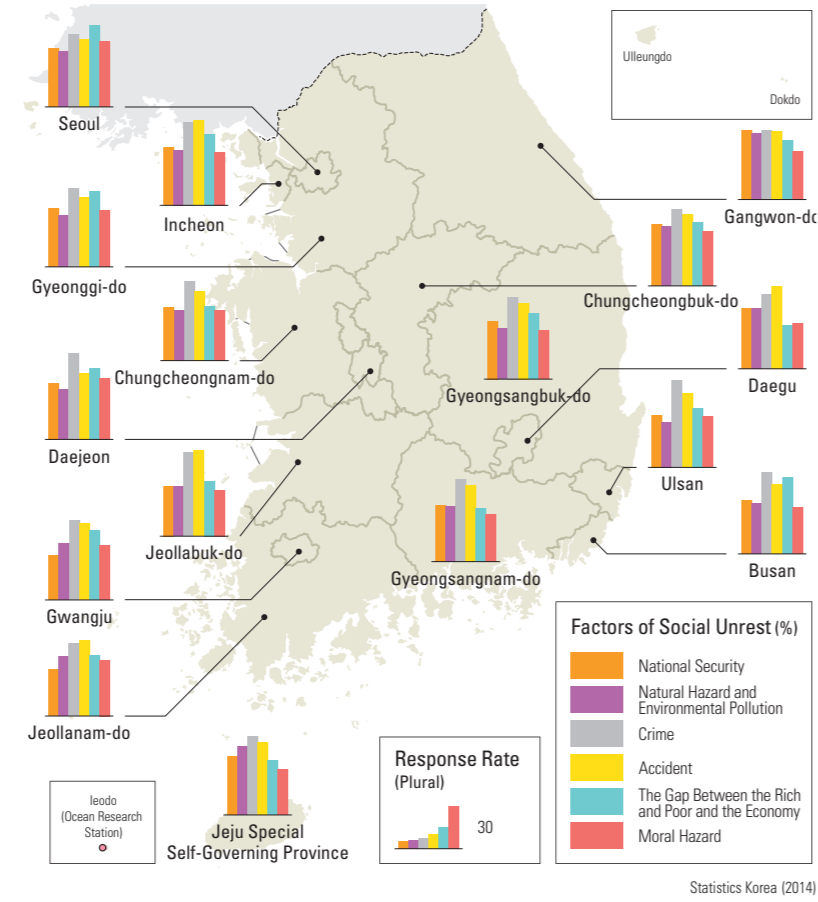 Ulleungdo
Dokdo
Seoul
Incheon
Gangwon-do
Gyeonggi-do
Chungcheongbuk-do
Chungcheongnam-do
Gyeongsangbuk-do
Daegu
Daejeon
Ulsan
Jeollabuk-do
Gyeongsangnam-do
Busan
Gwangju
Jeollanam-do
Jeju Special
Self-Governing Province
Ieodo
(Ocean Research
Station)
Response Rate
(Plural)
30
Factors of Social Unrest (%)
National Security
Natural Hazard and
Environmental Pollution
Crime
Accident
The Gap Between the Rich
and Poor and the Economy
Moral Hazard
Statistics Korea (2014)